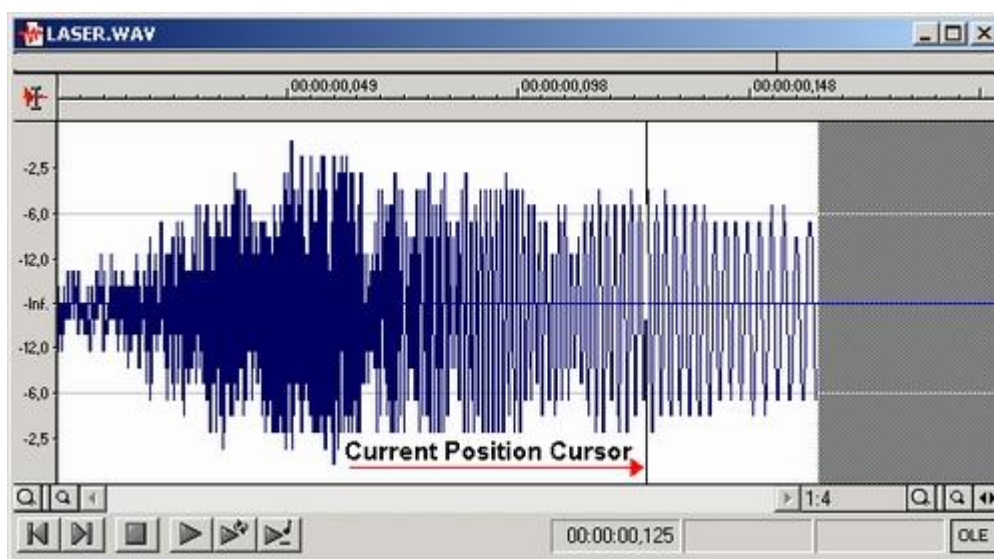 LASER.WAV
00:00:00,049 00:00:00,098 00:00:00,148
-2,5
-6,0
-12,0
-Inf.
-12,0
-6,0
-2,5
Current Position Cursor
1:4
00:00:00,125
OLE